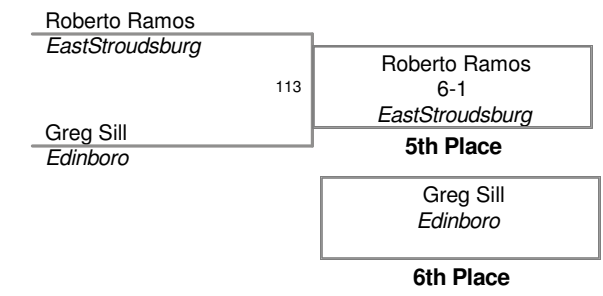 Roberto Ramos
EastStroudsburg
113
Greg Sill
Edinboro
Roberto Ramos
6-1
EastStroudsburg
5th Place
Greg Sill
Edinboro
6th Place